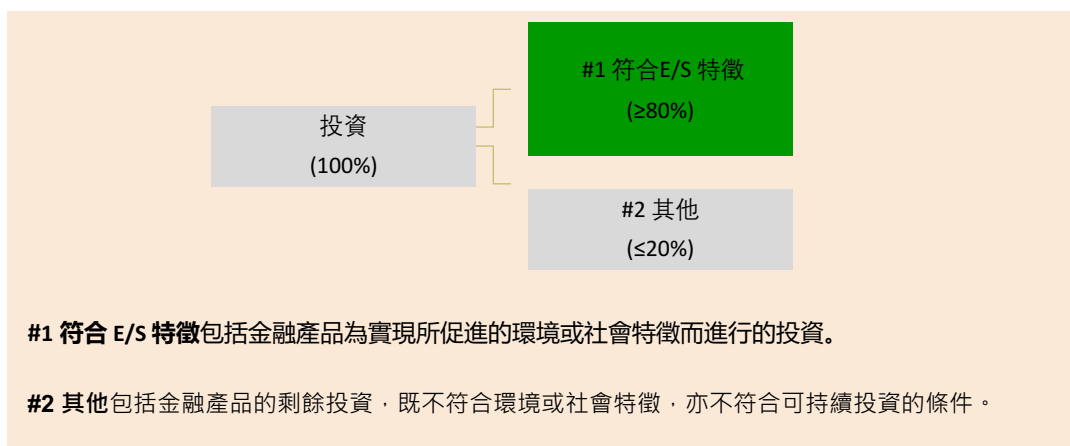 #1 符合E/S 特徵
(≥80%)
投資
(100%)
#2 其他
(≤20%)
#1 符合 E/S 特徵包括金融產品為實現所促進的環境或社會特徵而進行的投資。
#2 其他包括金融產品的剩餘投資，既不符合環境或社會特徵，亦不符合可持續投資的條件。